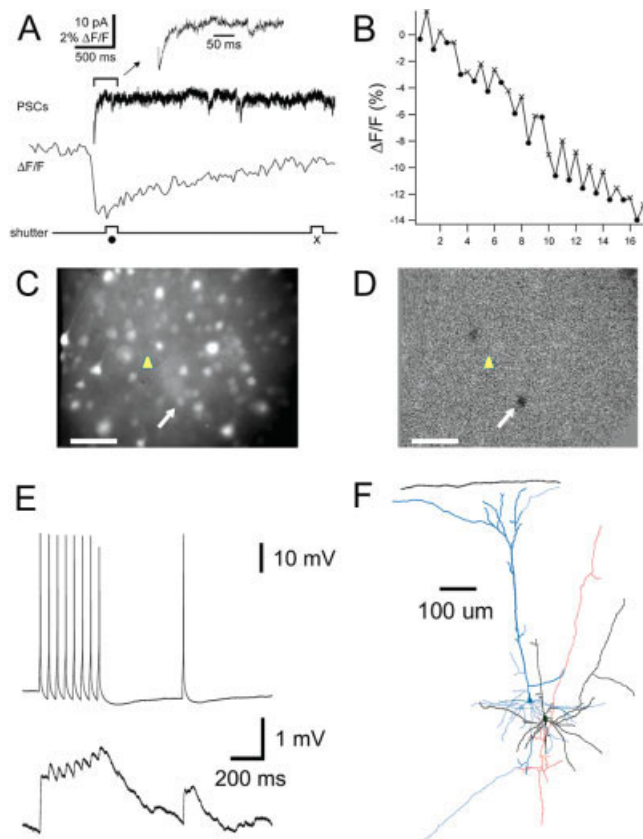 A
10 pA
2% ΔF/F
500 ms
50 ms
PSCs
ΔF/F
shutter
X
B
ΔF/F (%)
0
-2
-4
-6
-8
-10
-12
-14
2 4 6 8 10 12 14 16
C
D
E
10 mV
1 mV
200 ms
F
100 um